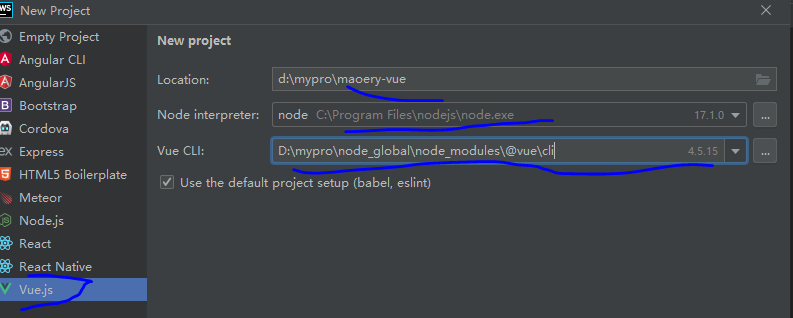 WS
New Project
Empty Project
Angular CLI
AngularJS
Bootstrap
Cordova
Express
HTML5 Boilerplate
Meteor
Node.js
React
React Native
Vue.js
New project
Location: d:\mypro\maoery-vue
Node interpreter: node C:\Program Files\nodejs\node.exe 17.1.0 ...
Vue CLI: D:\mypro\node_global\node_modules\@vue\cli 4.5.15 ...
Use the default project setup (babel, eslint)